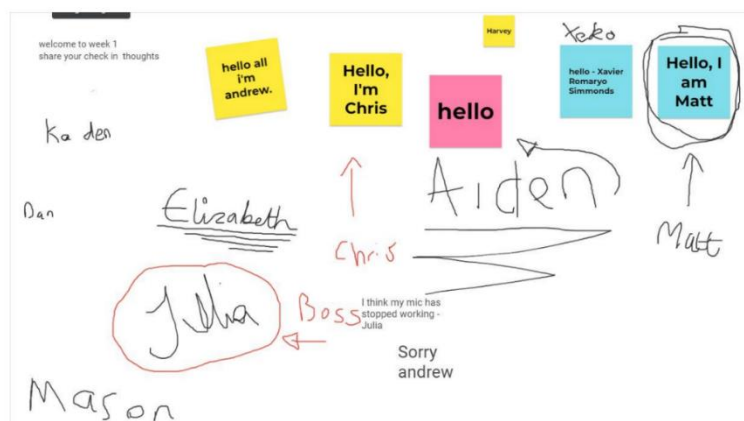 welcome to week 1
share your check in thoughts
hello all
i'm
andrew.
Hello,
I'm
Chris
Harvey
hello
Xeko
hello - Xavier
Romaryo
Simmonds
Hello, I
am
Matt
Kaden
Dan
Elizabeth
Aiden
Chris
Matt
Julia
Boss
I think my mic has
stopped working -
Julia
Sorry
andrew
Mason